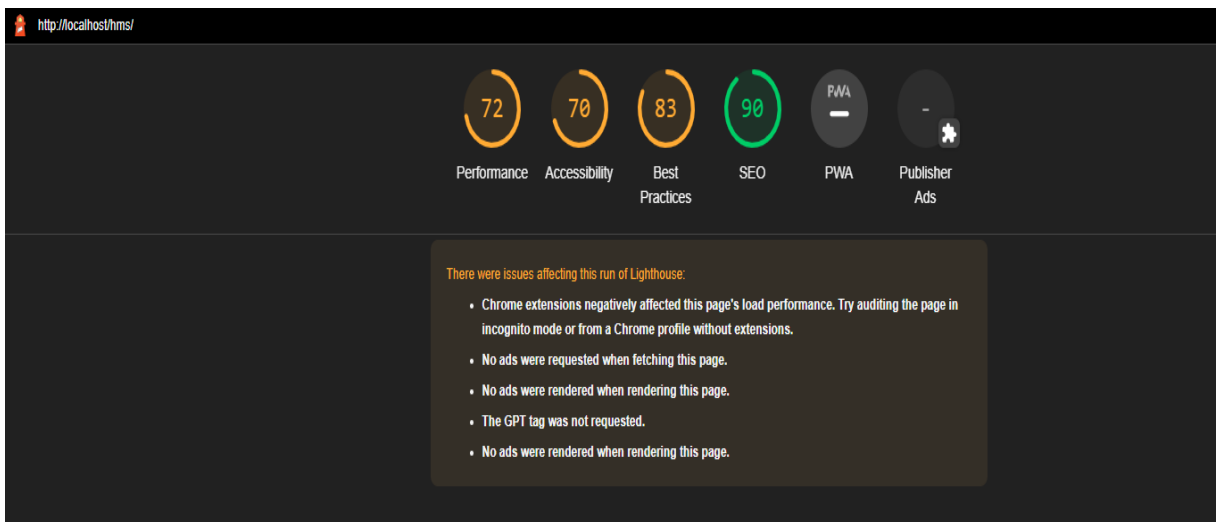 http://localhost/hms/
72 70 83 90 PWA -
Performance Accessibility Best Practices SEO PWA Publisher Ads
There were issues affecting this run of Lighthouse:
• Chrome extensions negatively affected this page's load performance. Try auditing the page in
incognito mode or from a Chrome profile without extensions.
• No ads were requested when fetching this page.
• No ads were rendered when rendering this page.
• The GPT tag was not requested.
• No ads were rendered when rendering this page.